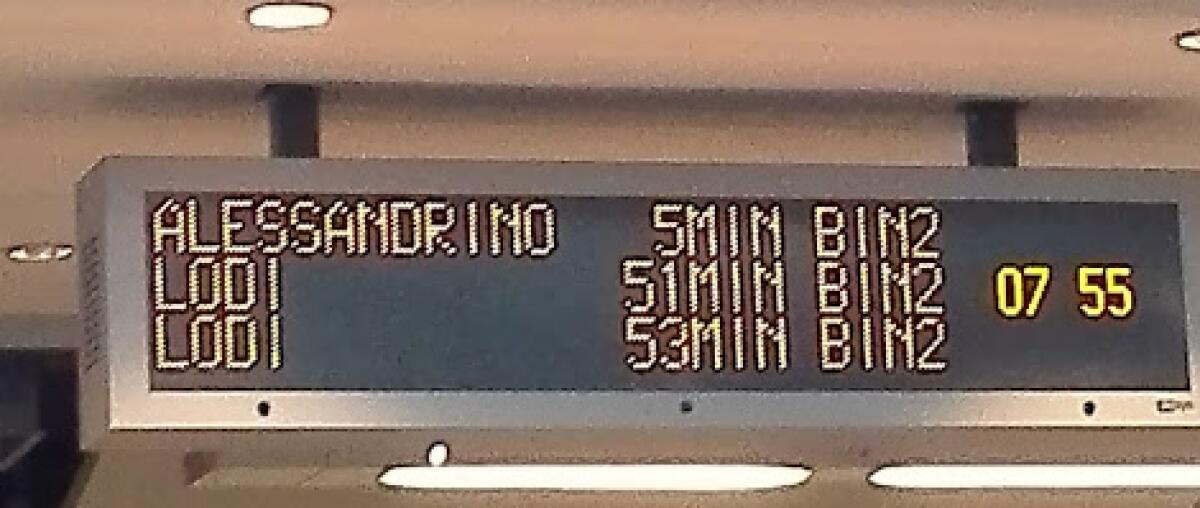 ALESSANDRINO 5MIN BIN2
LODI 51MIN BIN2
LODI 53MIN BIN2
07 55